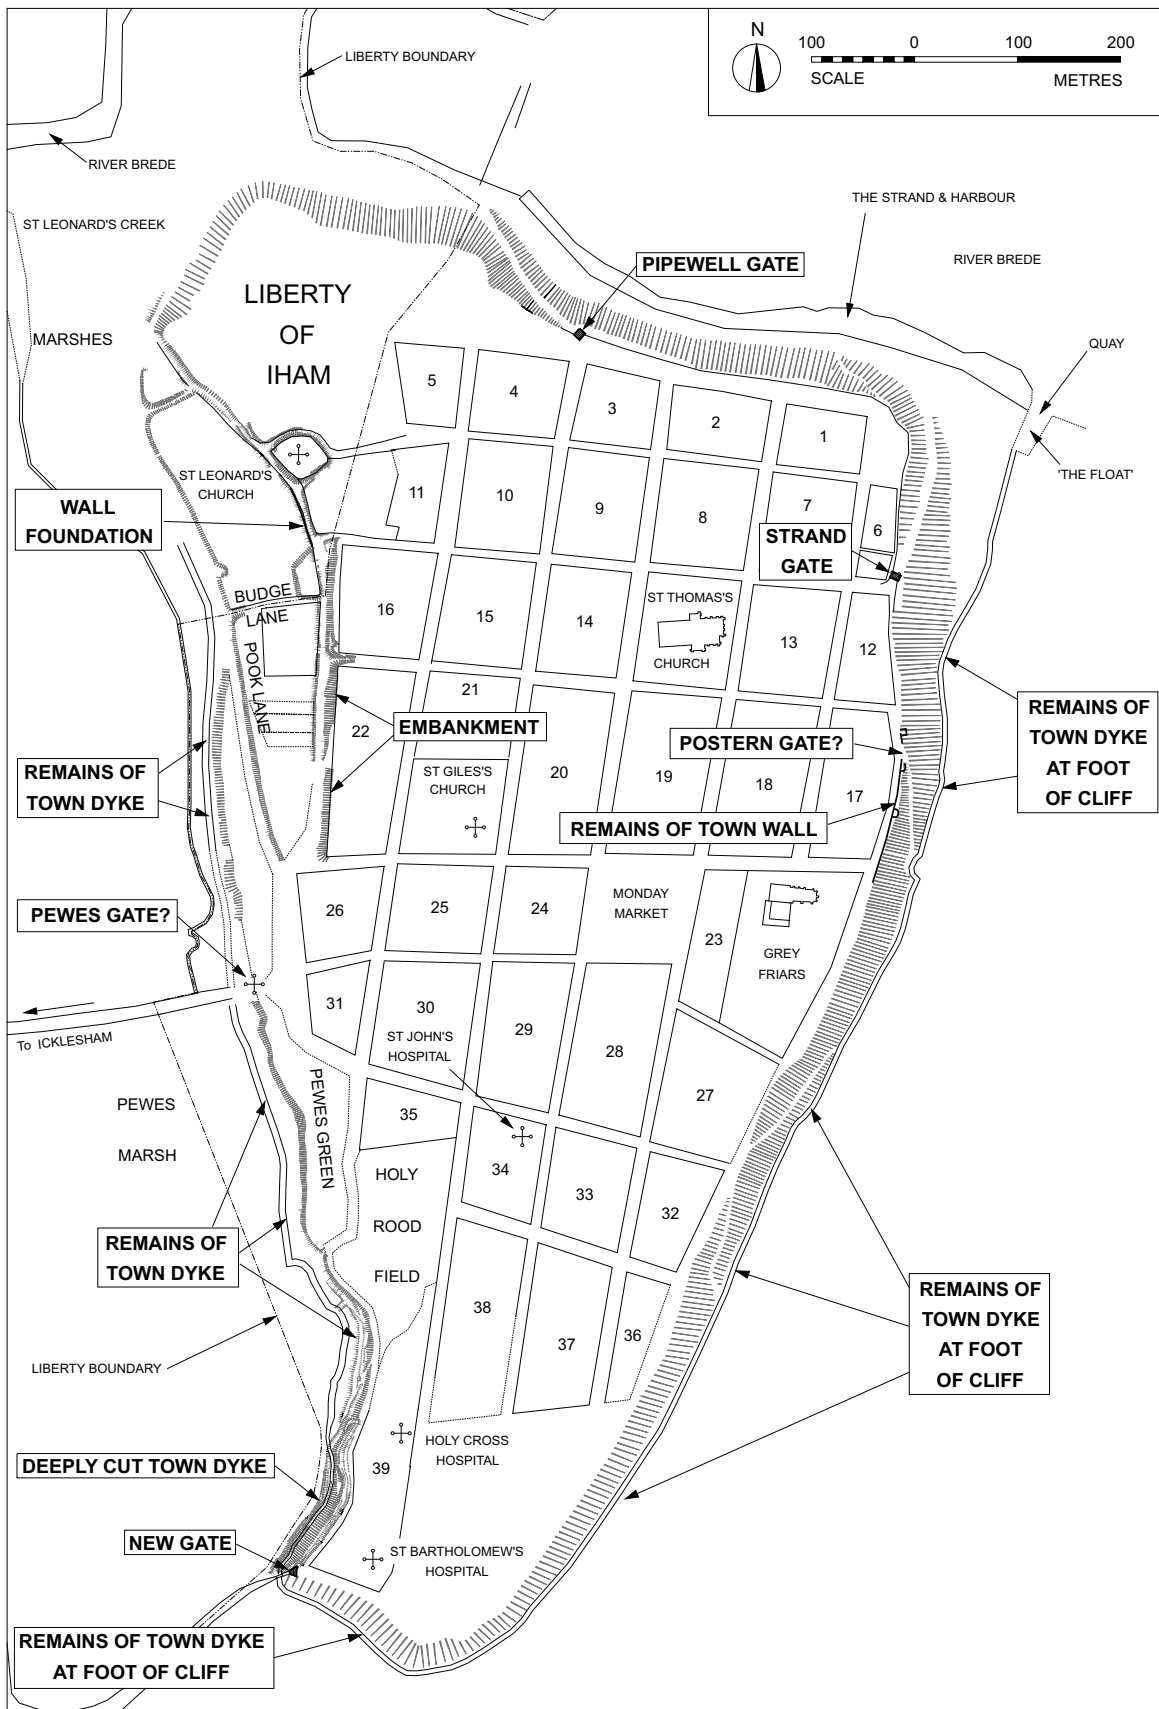 N
100 0 100 200
SCALE METRES
LIBERTY BOUNDARY
RIVER BREDE
THE STRAND & HARBOUR
ST LEONARD'S CREEK
RIVER BREDE
PIPEWELL GATE
LIBERTY
OF
IHAM
MARSHES
QUAY
'THE FLOAT'
5
4
3
2
1
ST LEONARD'S
CHURCH
11
10
9
8
7
6
WALL
FOUNDATION
STRAND
GATE
BUDGE
LANE
POOK LANE
16
15
14
ST THOMAS'S
CHURCH
13
12
21
22
EMBANKMENT
POSTERN GATE?
REMAINS OF
TOWN DYKE
AT FOOT
OF CLIFF
REMAINS OF
TOWN DYKE
ST GILES'S
CHURCH
20
19
18
17
REMAINS OF TOWN WALL
PEWES GATE?
26
25
24
MONDAY
MARKET
23
GREY
FRIARS
31
30
29
28
27
ST JOHN'S
HOSPITAL
To ICKLESHAM
PEWES
MARSH
PEWES GREEN
35
34
33
32
HOLY
ROOD
FIELD
REMAINS OF
TOWN DYKE
38
37
36
REMAINS OF
TOWN DYKE
AT FOOT
OF CLIFF
LIBERTY BOUNDARY
HOLY CROSS
HOSPITAL
39
DEEPLY CUT TOWN DYKE
NEW GATE
ST BARTHOLOMEW'S
HOSPITAL
REMAINS OF TOWN DYKE
AT FOOT OF CLIFF